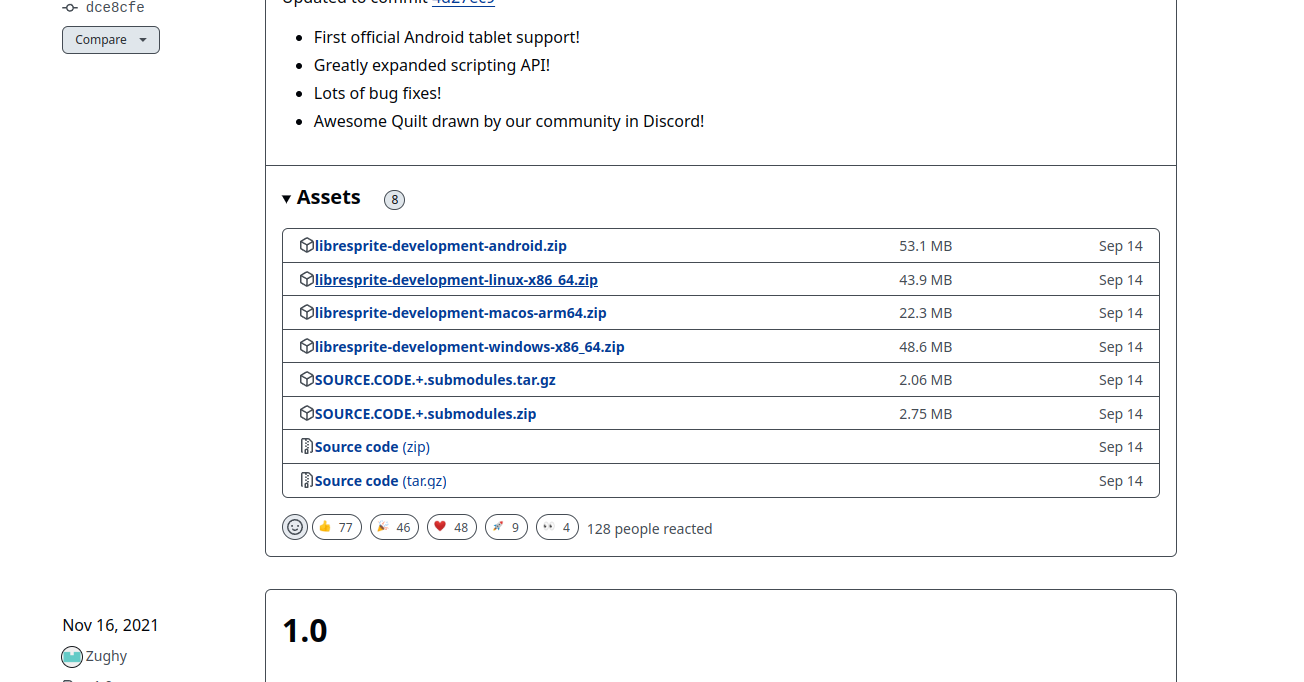 dce8cfe
Compare
Updated to commit 4d27ec9
First official Android tablet support!
Greatly expanded scripting API!
Lots of bug fixes!
Awesome Quilt drawn by our community in Discord!
Assets 8
libresprite-development-android.zip 53.1 MB Sep 14
libresprite-development-linux-x86_64.zip 43.9 MB Sep 14
libresprite-development-macos-arm64.zip 22.3 MB Sep 14
libresprite-development-windows-x86_64.zip 48.6 MB Sep 14
SOURCE.CODE.+.submodules.tar.gz 2.06 MB Sep 14
SOURCE.CODE.+.submodules.zip 2.75 MB Sep 14
Source code (zip) Sep 14
Source code (tar.gz) Sep 14
77 46 48 9 4 128 people reacted
Nov 16, 2021
Zughy
1.0